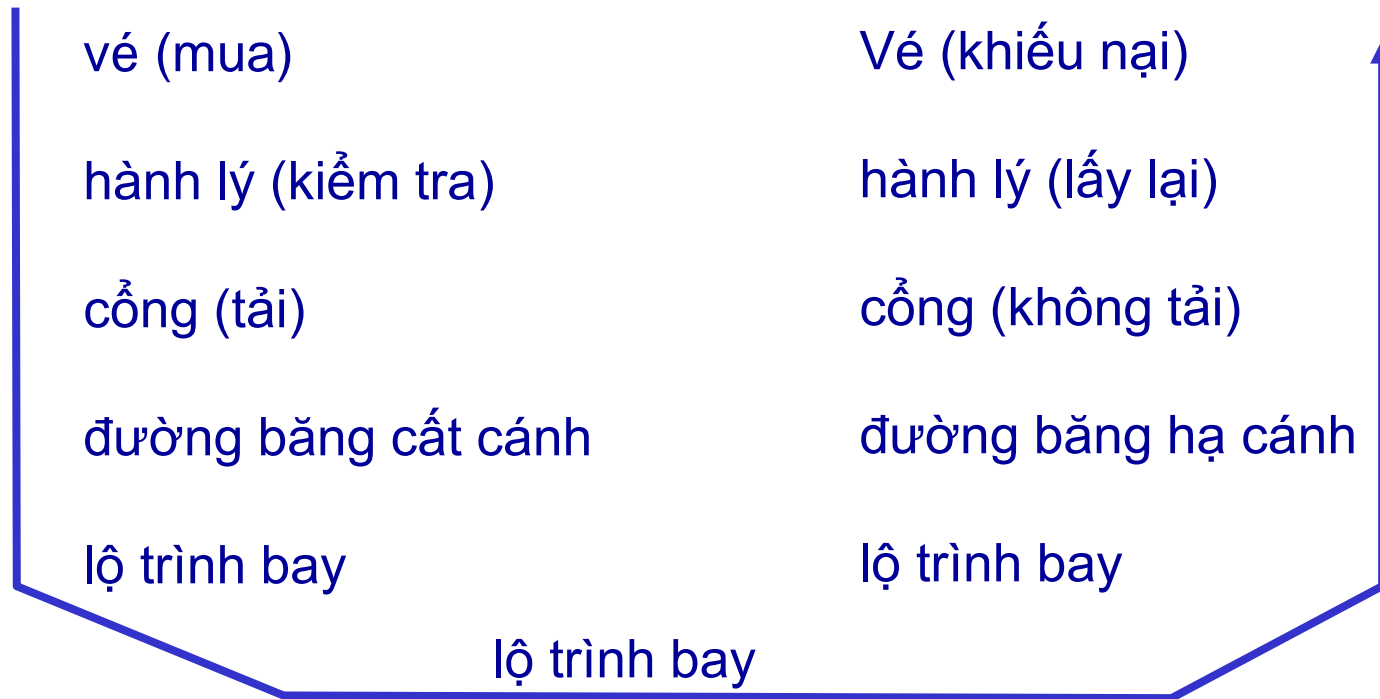 vé (mua)
hành lý (kiểm tra)
cổng (tải)
đường băng cất cánh
lộ trình bay
Vé (khiếu nại)
hành lý (lấy lại)
cổng (không tải)
đường băng hạ cánh
lộ trình bay
lộ trình bay